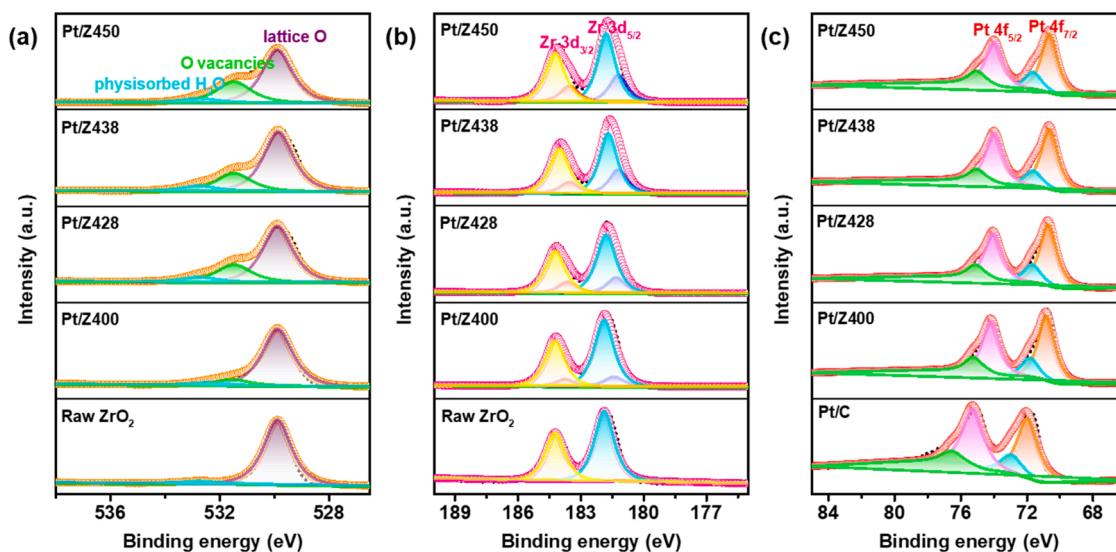 (a)
Pt/Z450
lattice O
O vacancies
physisorbed H₂O
Pt/Z438
Pt/Z428
Pt/Z400
Raw ZrO₂
Intensity (a.u.)
536
532
528
Binding energy (eV)
(b)
Pt/Z450
Zr 3d₃/₂
Zr 3d₅/₂
Pt/Z438
Pt/Z428
Pt/Z400
Raw ZrO₂
Intensity (a.u.)
189
186
183
180
177
Binding energy (eV)
(c)
Pt/Z450
Pt 4f₅/₂
Pt 4f₇/₂
Pt/Z438
Pt/Z428
Pt/Z400
Pt/C
Intensity (a.u.)
84
80
76
72
68
Binding energy (eV)